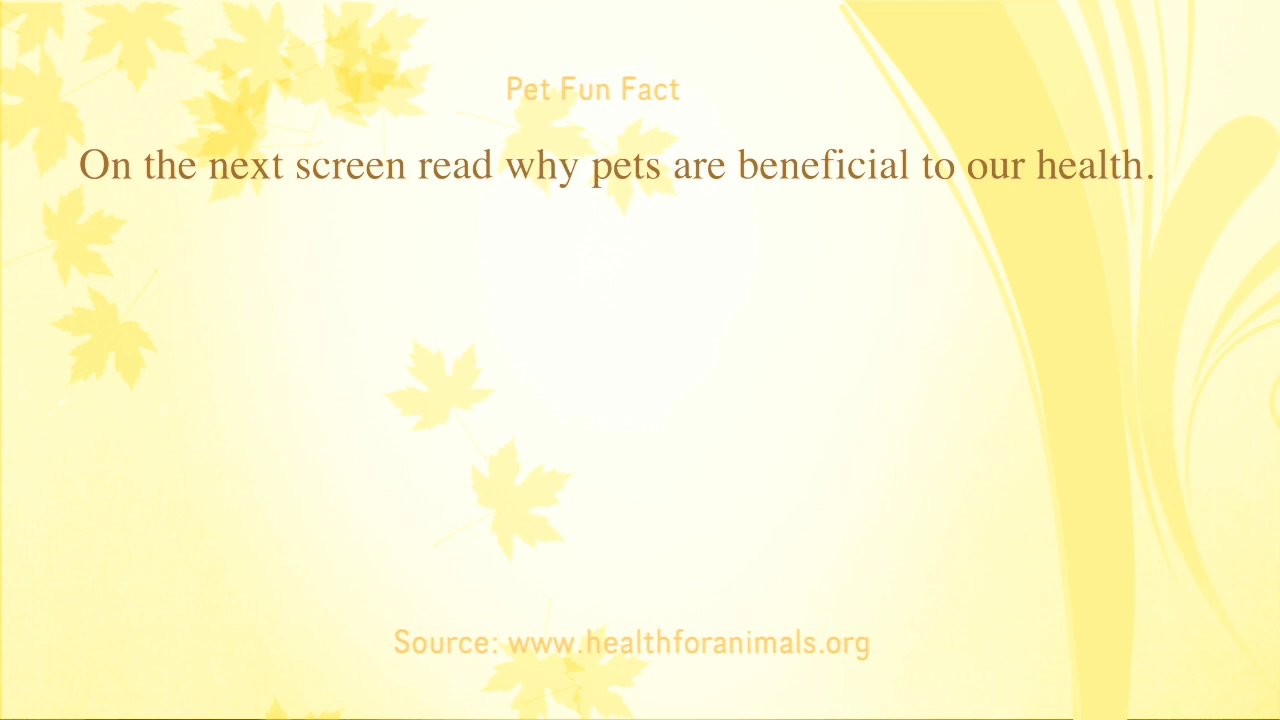 Pet Fun Fact
On the next screen read why pets are beneficial to our health.
Source: www.healthforanimals.org